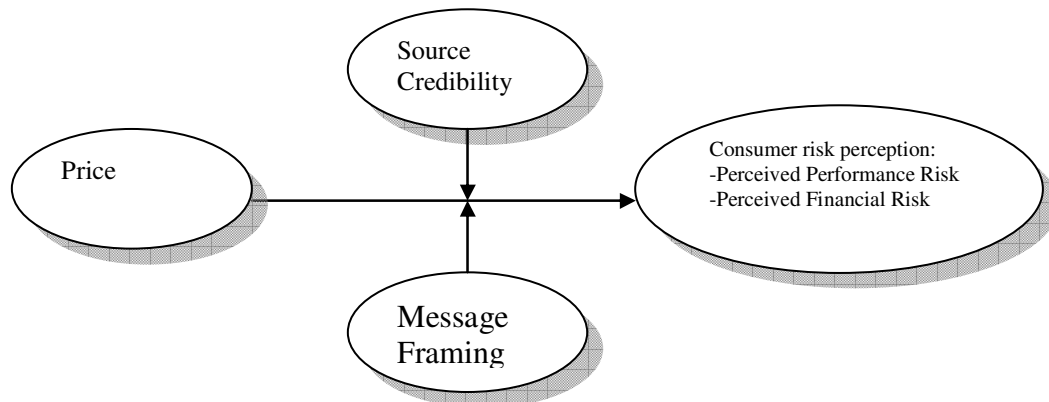 Source
Credibility
Price
Consumer risk perception:
-Perceived Performance Risk
-Perceived Financial Risk
Message
Framing